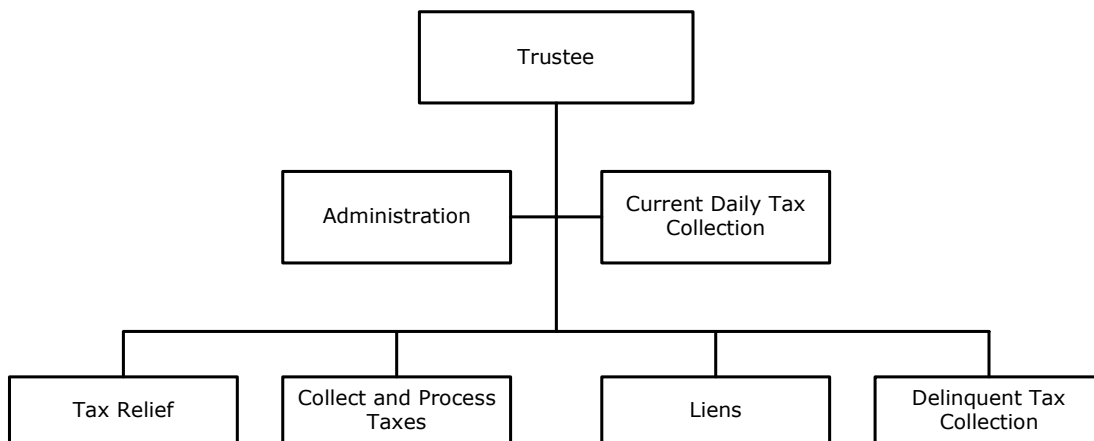 Trustee
Administration
Current Daily Tax
Collection
Tax Relief
Collect and Process
Taxes
Liens
Delinquent Tax
Collection